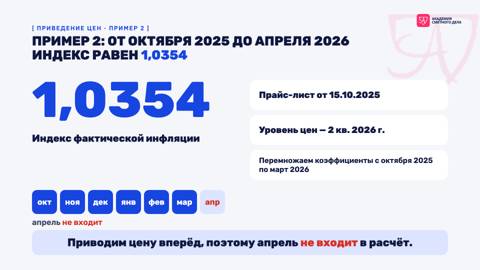 [ ПРИВЕДЕНИЕ ЦЕН · ПРИМЕР 2 ]
АКАДЕМИЯ
СМЕТНОГО ДЕЛА
ПРИМЕР 2: ОТ ОКТЯБРЯ 2025 ДО АПРЕЛЯ 2026
ИНДЕКС РАВЕН 1,0354
1,0354
Индекс фактической инфляции
Прайс-лист от 15.10.2025
Уровень цен — 2 кв. 2026 г.
Перемножаем коэффициенты с октября 2025
по март 2026
окт ноя дек янв фев мар апр
апрель не входит
Приводим цену вперёд, поэтому апрель не входит в расчёт.